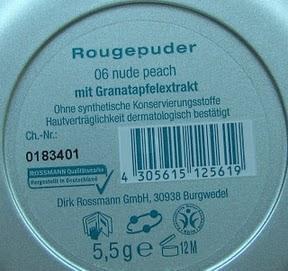 Rougepuder
06 nude peach
mit Granatapfelextrakt
Ohne synthetische Konservierungsstoffe
Hautverträglichkeit dermatologisch bestätigt
Ch.-Nr.:
0183401
ROSSMANN Qualitätsmarke
Hergestellt in Deutschland
4 305615 125619
Dirk Rossmann GmbH, 30938 Burgwedel
5,5g e 12M